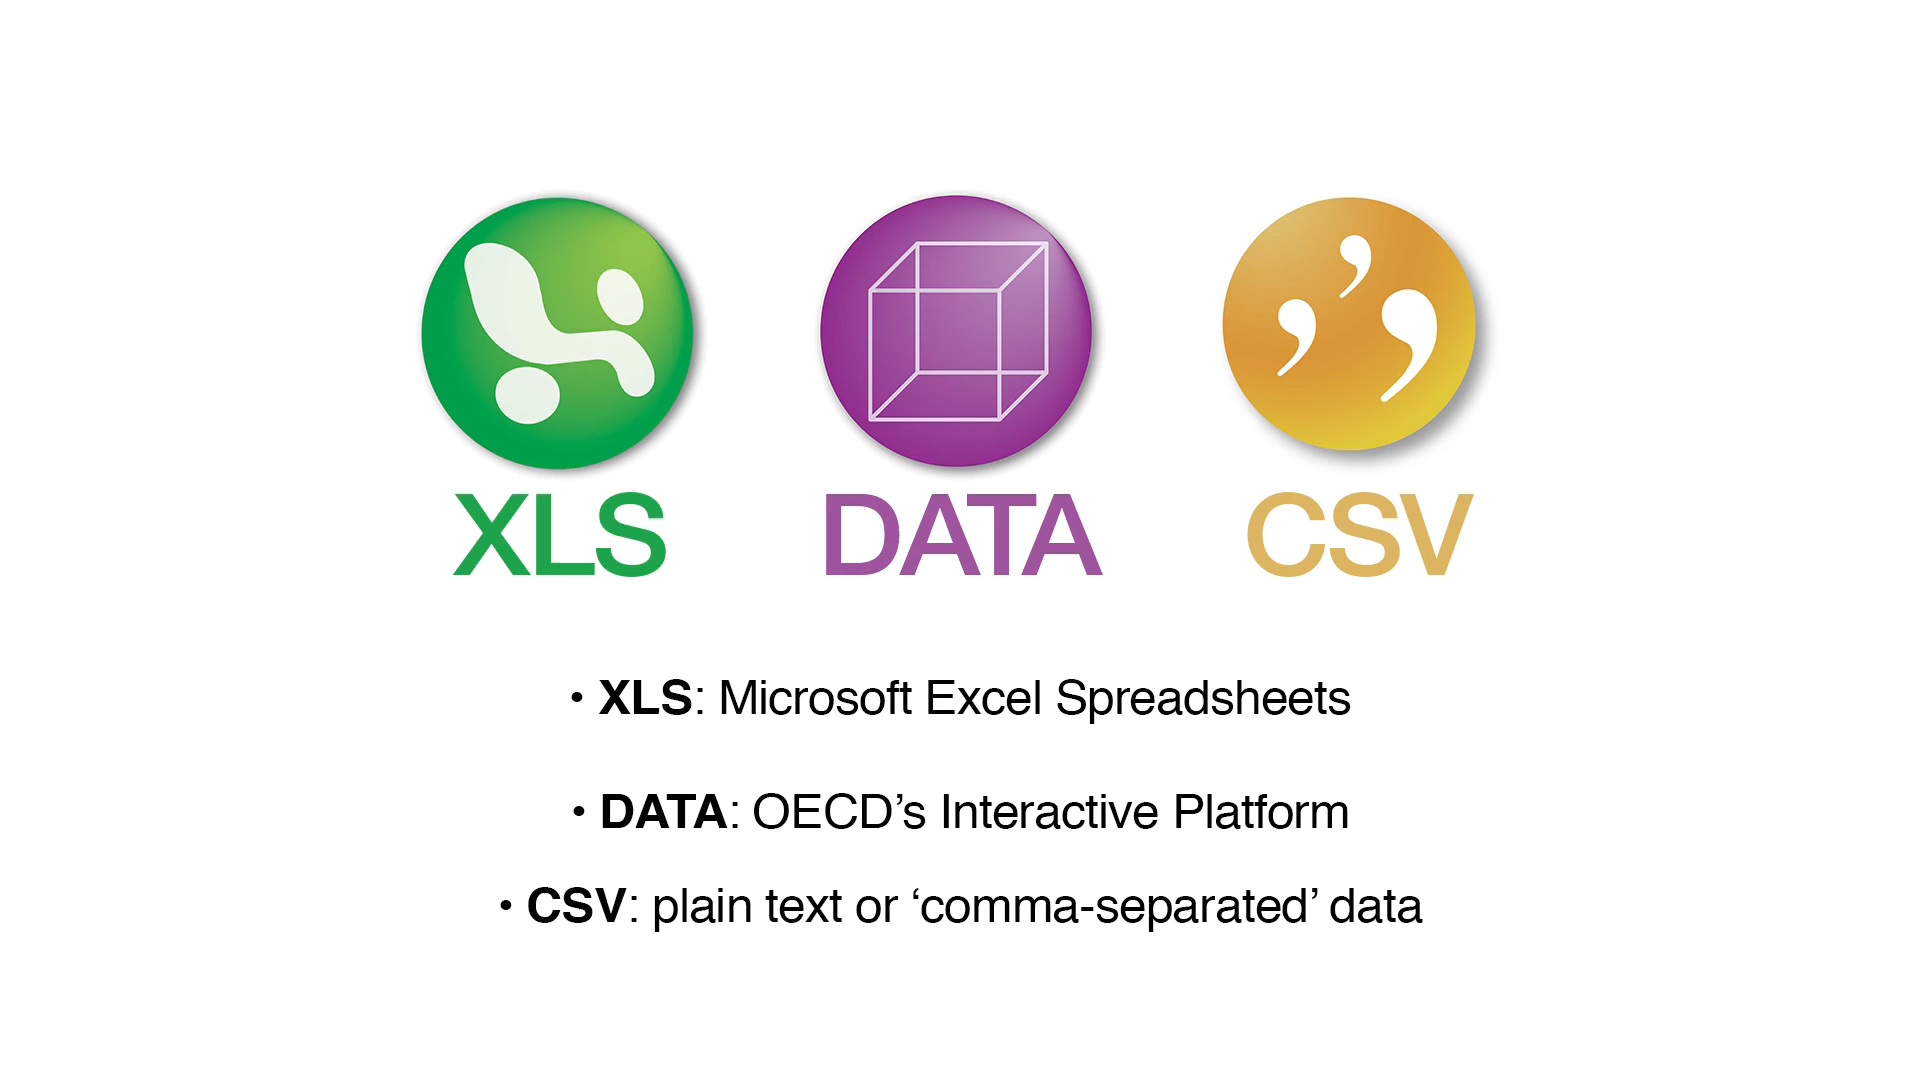 XLS DATA CSV
• XLS: Microsoft Excel Spreadsheets
• DATA: OECD’s Interactive Platform
• CSV: plain text or ‘comma-separated’ data